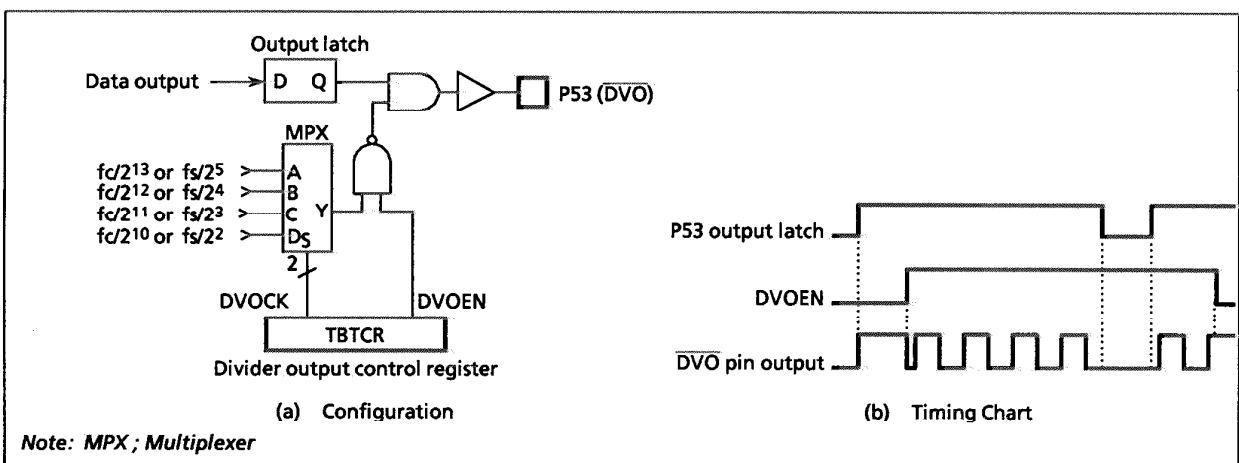 Output latch
Data output
D Q
P53 (D̅V̅O̅)
MPX
fc/2¹³ or fs/2⁵
fc/2¹² or fs/2⁴
fc/2¹¹ or fs/2³
fc/2¹⁰ or fs/2²
A
B
C
D
Y
S
2
DVOCK
DVOEN
TBTCR
Divider output control register
(a) Configuration
P53 output latch
DVOEN
D̅V̅O̅ pin output
(b) Timing Chart
Note: MPX ; Multiplexer